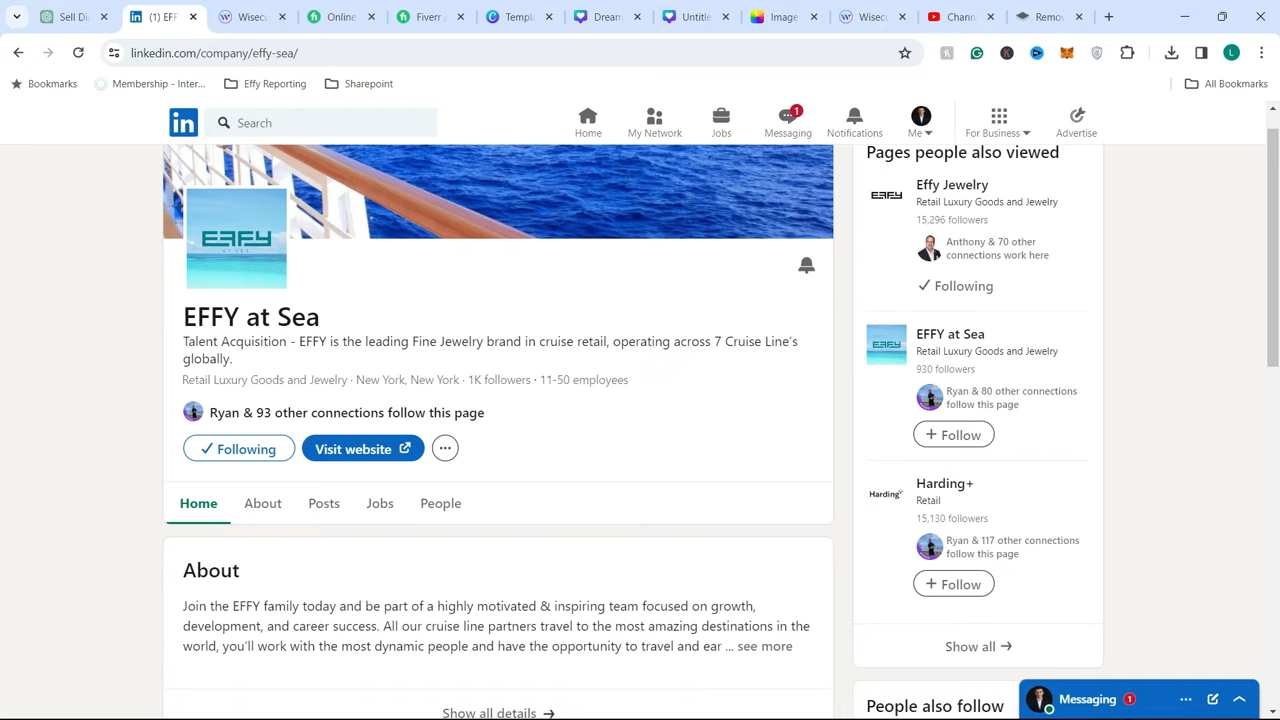 Sell Di
(1) EFF
Wisec
Online
Fiverr
Templ
Dream
Untitle
Image
Wisec
Chann
Remo
linkedin.com/company/effy-sea/
Bookmarks
Membership - Inter...
Effy Reporting
Sharepoint
All Bookmarks
in
Search
Home
My Network
1
Messaging
Jobs
Notifications
Me
For Business
Advertise
EFFY
EFFY at Sea
Talent Acquisition - EFFY is the leading Fine Jewelry brand in cruise retail, operating across 7 Cruise Line's
globally.
Retail Luxury Goods and Jewelry · New York, New York · 1K followers · 11-50 employees
Ryan & 93 other connections follow this page
Following
Visit website
Home
About
Posts
Jobs
People
About
Join the EFFY family today and be part of a highly motivated & inspiring team focused on growth,
development, and career success. All our cruise line partners travel to the most amazing destinations in the
world, you'll work with the most dynamic people and have the opportunity to travel and ear ... see more
Show all details
Pages people also viewed
EFFY
Effy Jewelry
Retail Luxury Goods and Jewelry
15,296 followers
Anthony & 70 other
connections work here
Following
EFFY
EFFY at Sea
Retail Luxury Goods and Jewelry
930 followers
Ryan & 80 other connections
follow this page
Follow
Harding+
Harding+
Retail
15,130 followers
Ryan & 117 other connections
follow this page
Follow
Show all
People also follow
Messaging 1